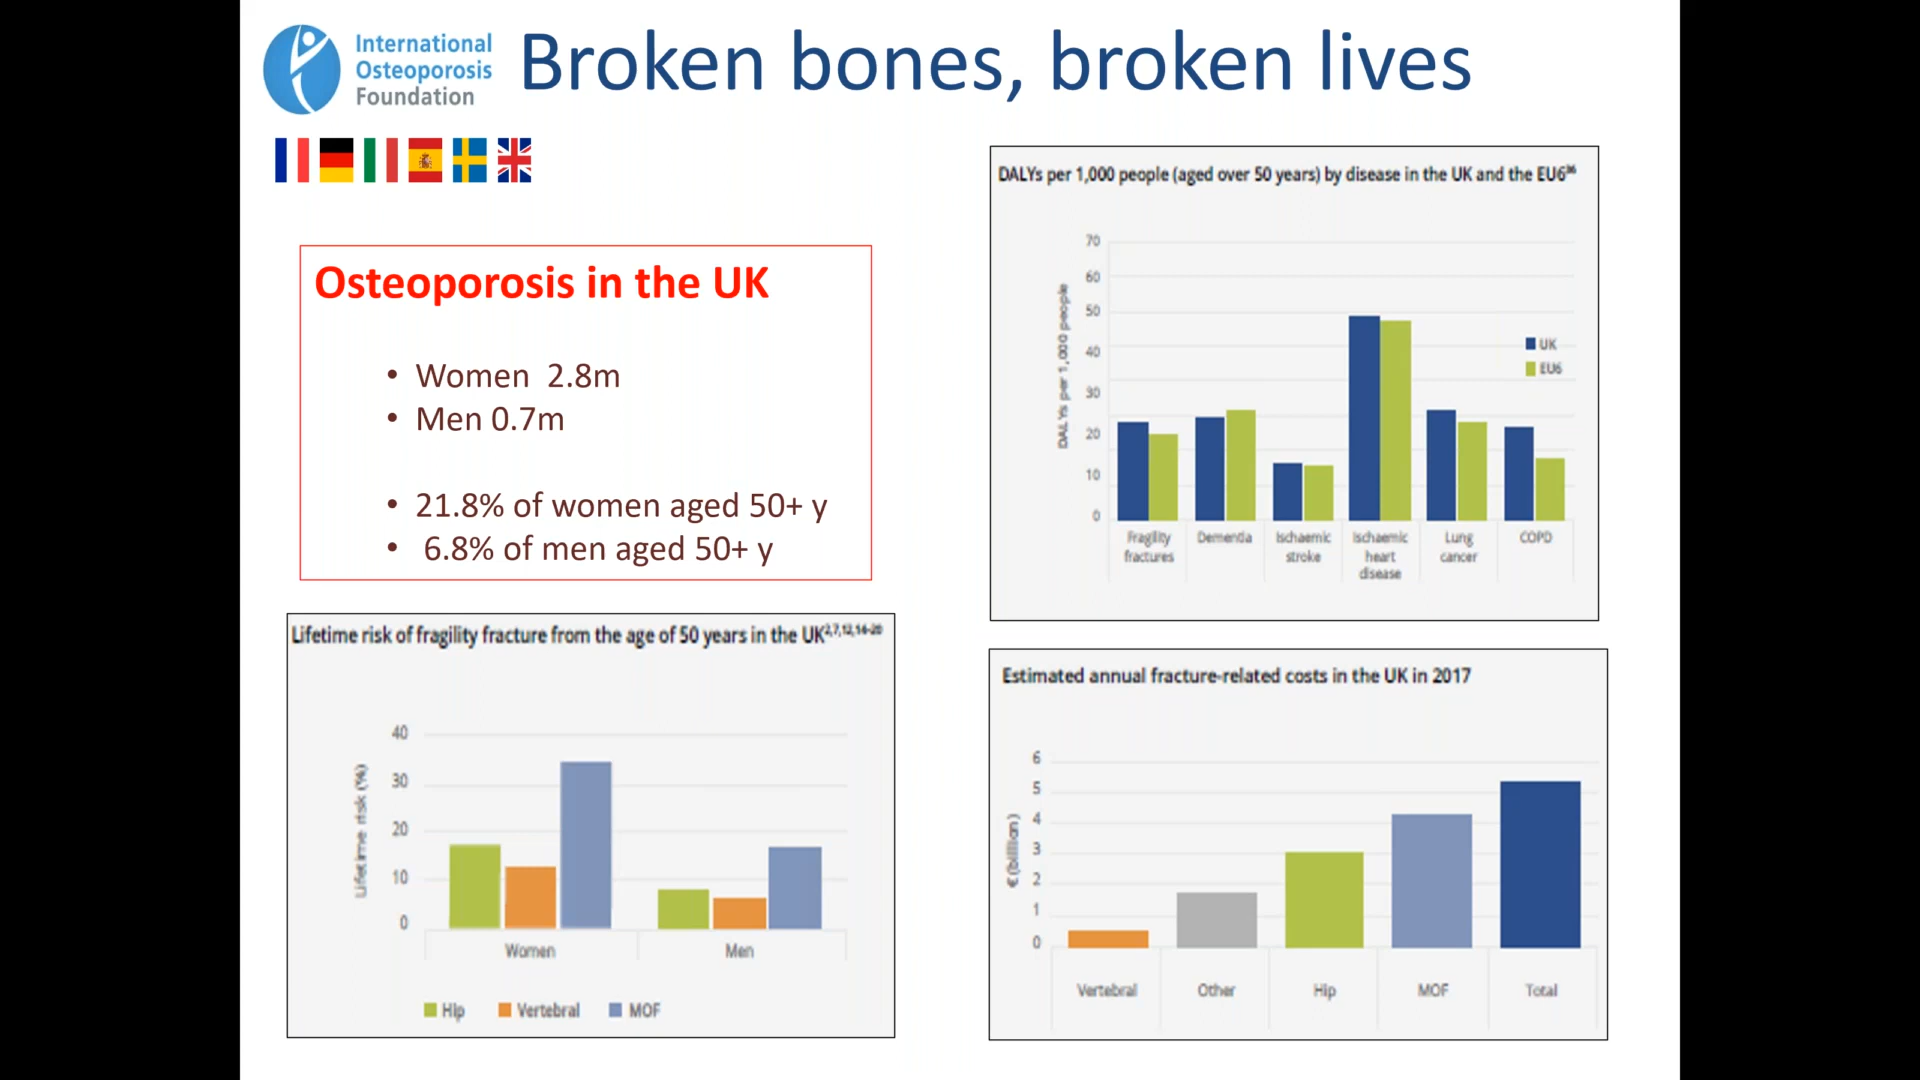 International
Osteoporosis
Foundation
Broken bones, broken lives
Osteoporosis in the UK
• Women 2.8m
• Men 0.7m
• 21.8% of women aged 50+ y
• 6.8% of men aged 50+ y
DALYs per 1,000 people (aged over 50 years) by disease in the UK and the EU6³⁶
DALYs per 1,000 people
70
60
50
40
30
20
10
0
UK
EU6
Fragility
fractures
Dementia
Ischaemic
stroke
Ischaemic
heart
disease
Lung
cancer
COPD
Lifetime risk of fragility fracture from the age of 50 years in the UK
Lifetime risk (%)
40
30
20
10
0
Women
Men
Hip
Vertebral
MOF
Estimated annual fracture-related costs in the UK in 2017
€ (billion)
6
5
4
3
2
1
0
Vertebral
Other
Hip
MOF
Total